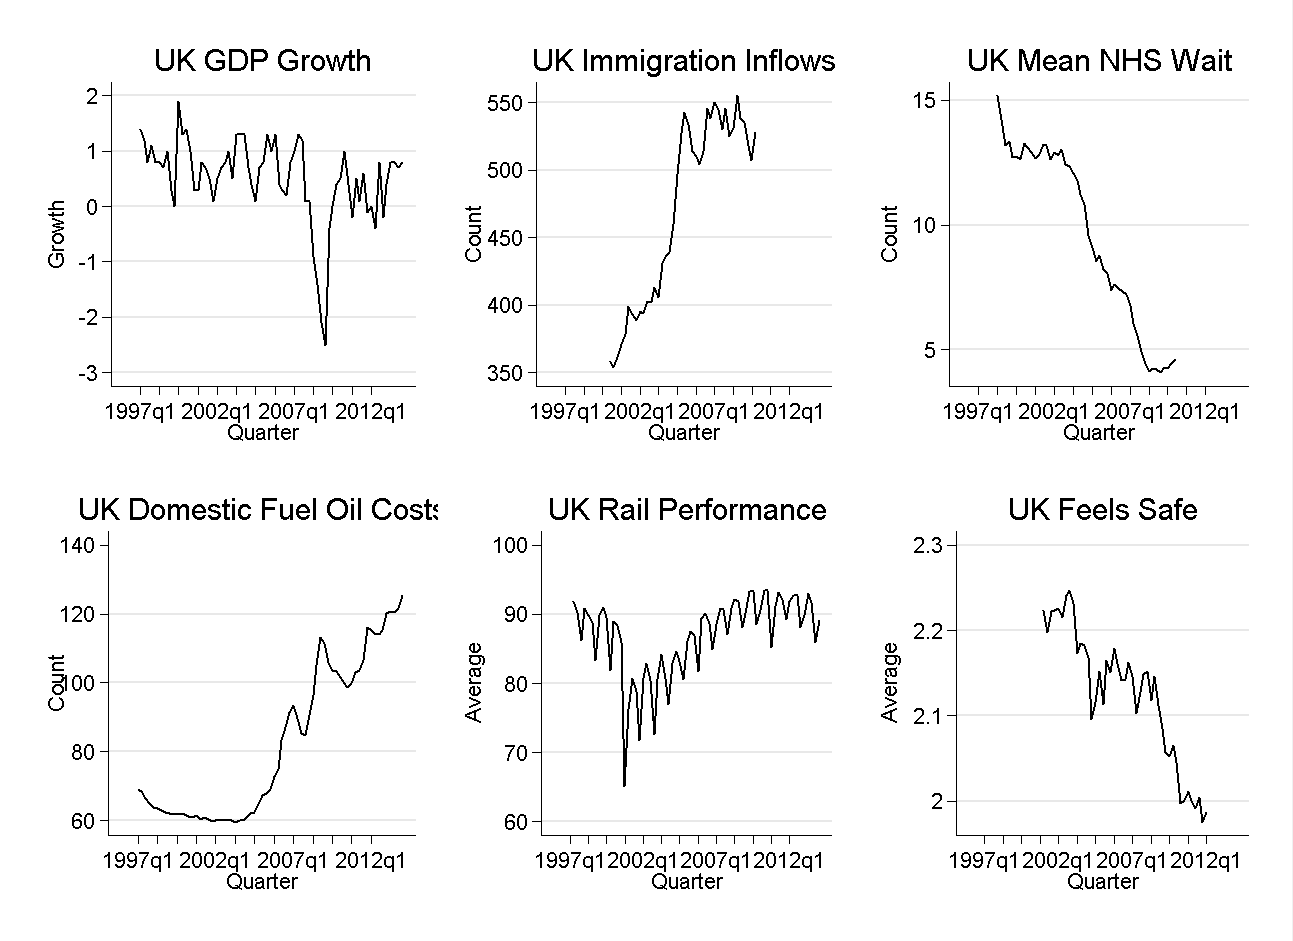 UK GDP Growth
2
1
0
-1
-2
-3
Growth
1997q1 2002q1 2007q1 2012q1
Quarter
UK Immigration Inflows
550
500
450
400
350
Count
1997q1 2002q1 2007q1 2012q1
Quarter
UK Mean NHS Wait
15
10
5
Count
1997q1 2002q1 2007q1 2012q1
Quarter
UK Domestic Fuel Oil Costs
140
120
100
80
60
Count
1997q1 2002q1 2007q1 2012q1
Quarter
UK Rail Performance
100
90
80
70
60
Average
1997q1 2002q1 2007q1 2012q1
Quarter
UK Feels Safe
2.3
2.2
2.1
2
Average
1997q1 2002q1 2007q1 2012q1
Quarter